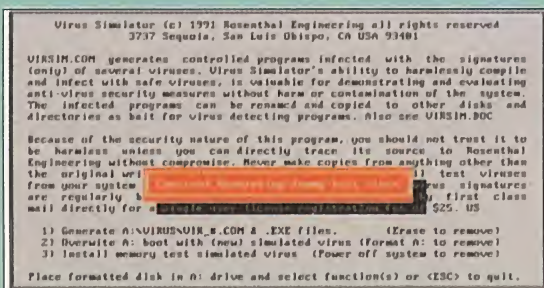 Virus Simulator (c) 1991 Rosenthal Engineering all rights reserved
3737 Sequoia, San Luis Obispo, CA USA 93401
VIRSIM.COM generates controlled programs infected with the signatures
(only) of several viruses. Virus Simulator's ability to harmlessly compile
and infect with safe viruses, is valuable for demonstrating and evaluating
anti-virus security measures without harm or contamination of the system.
The infected programs can be renamed and copied to other disks and
directories as bait for virus detecting programs. Also see VIRSIM.DOC
Because of the security nature of this program, you should not trust it to
be harmless unless you can directly trace its source to Rosenthal
Engineering without compromise. Never make copies from anything other than
the original wri test viruses
from your system rus signatures
are regularly b y first class
mail directly for a $25. US
1) Generate A:\VIRUS\VIR_#.COM & .EXE files. (Erase to remove)
2) Overwite A: boot with (new) simulated virus (Format A: to remove)
3) Install memory test simulated virus (Power off system to remove)
Place formatted disk in A: drive and select function(s) or <ESC> to quit.